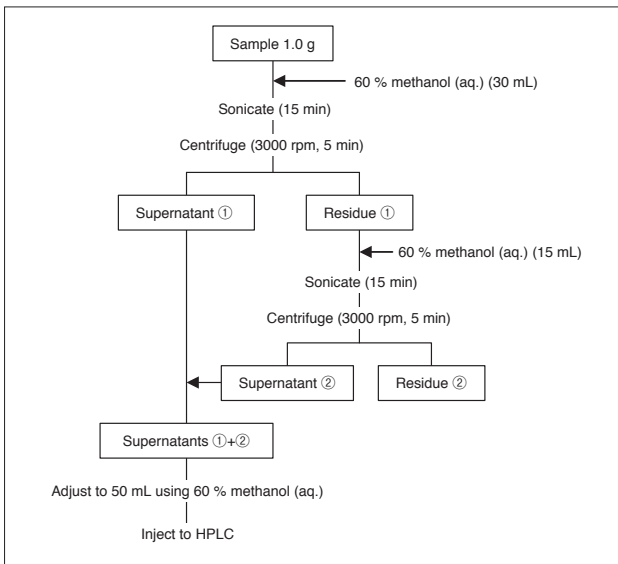 Sample 1.0 g
60 % methanol (aq.) (30 mL)
Sonicate (15 min)
Centrifuge (3000 rpm, 5 min)
Supernatant ①
Residue ①
60 % methanol (aq.) (15 mL)
Sonicate (15 min)
Centrifuge (3000 rpm, 5 min)
Supernatant ②
Residue ②
Supernatants ①+②
Adjust to 50 mL using 60 % methanol (aq.)
Inject to HPLC